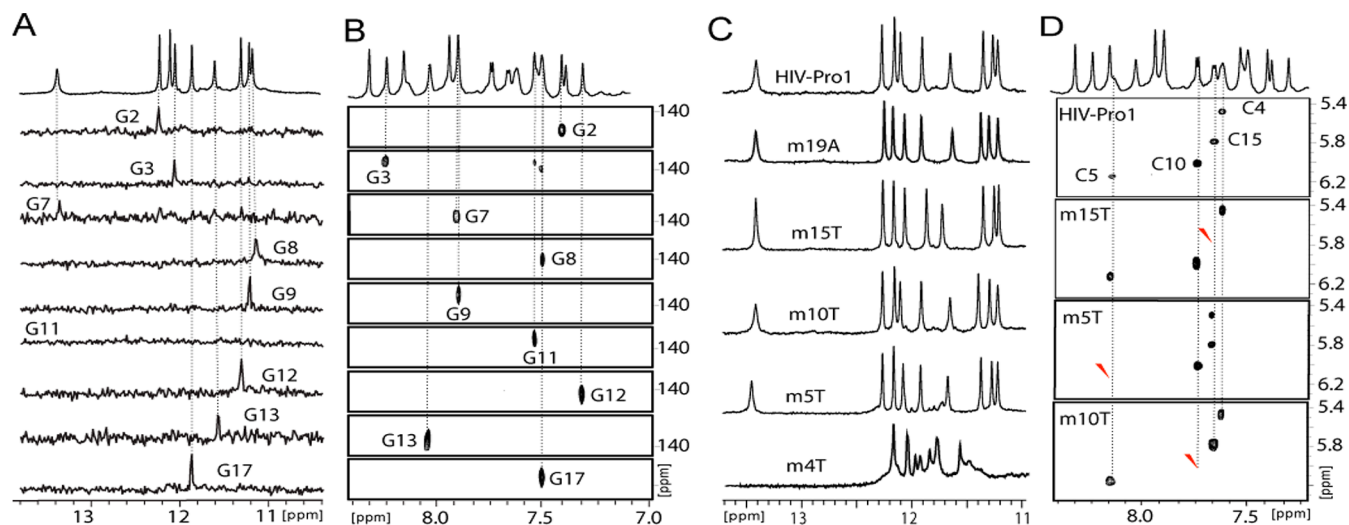 A
G2
G3
G7
G8
G9
G11
G12
G13
G17
13 12 11 [ppm]
B
140
G2
G3
140
G7
140
G8
140
G9
140
G11
140
G12
140
G13
140
G17
[ppm]
[ppm] 8.0 7.5 7.0
C
HIV-Pro1
m19A
m15T
m10T
m5T
m4T
[ppm] 13 12 11
D
HIV-Pro1
C4
C15
C10
C5
5.4
5.8
6.2
m15T
5.4
5.8
6.2
m5T
5.4
5.8
6.2
m10T
5.4
5.8
[ppm]
[ppm] 8.0 7.5